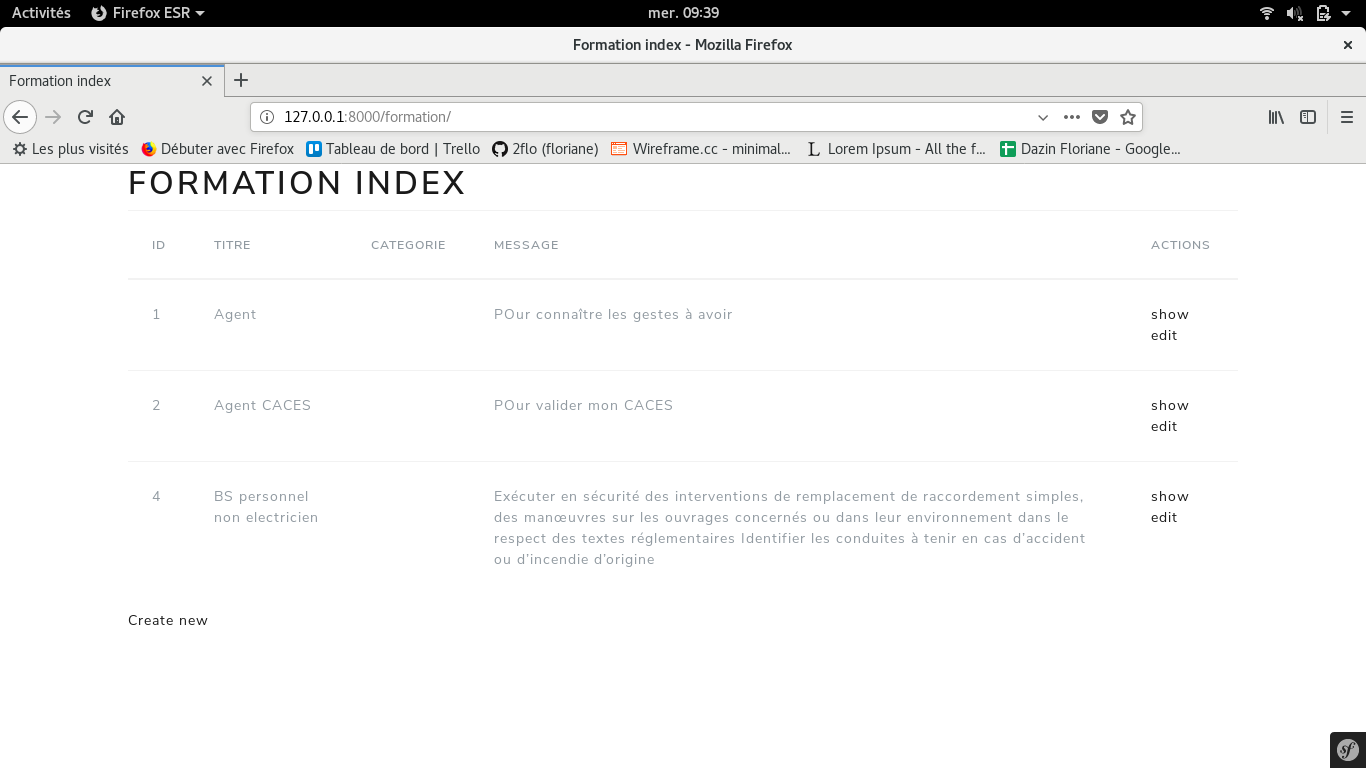 Activités Firefox ESR mer. 09:39
Formation index - Mozilla Firefox
Formation index
127.0.0.1:8000/formation/
Les plus visités Débuter avec Firefox Tableau de bord | Trello 2flo (floriane) Wireframe.cc - minimal... Lorem Ipsum - All the f... Dazin Floriane - Google...
FORMATION INDEX
ID TITRE CATEGORIE MESSAGE ACTIONS
1 Agent POur connaître les gestes à avoir show
edit
2 Agent CACES POur valider mon CACES show
edit
4 BS personnel Exécuter en sécurité des interventions de remplacement de raccordement simples, show
non electricien des manœuvres sur les ouvrages concernés ou dans leur environnement dans le edit
respect des textes réglementaires Identifier les conduites à tenir en cas d'accident
ou d'incendie d'origine
Create new
sf